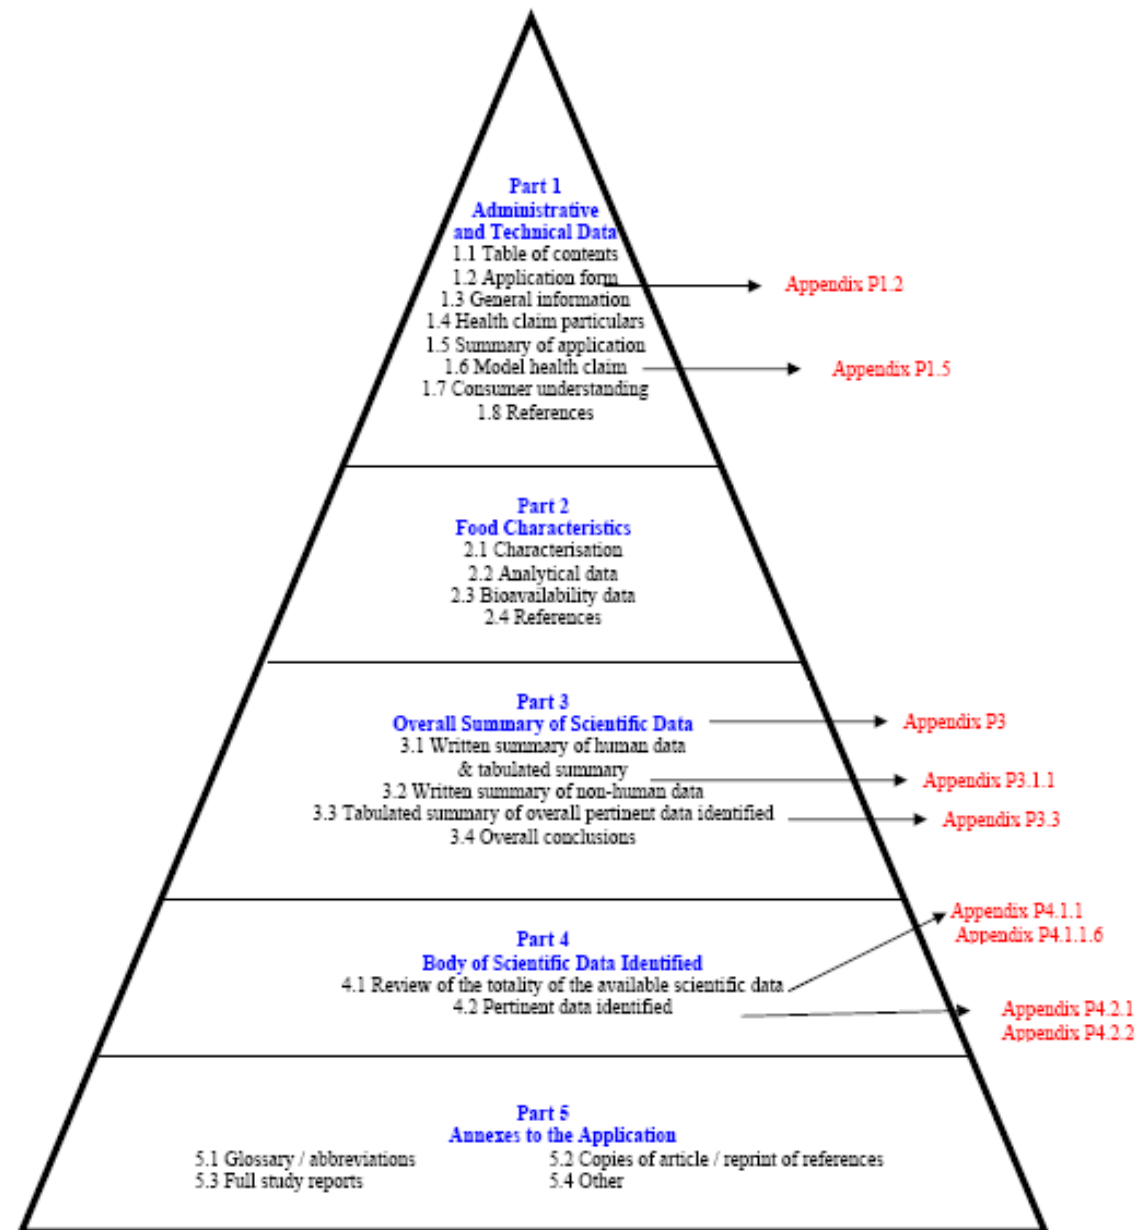 Part 1
Administrative
and Technical Data
1.1 Table of contents
1.2 Application form
Appendix P1.2
1.3 General information
1.4 Health claim particulars
1.5 Summary of application
1.6 Model health claim
Appendix P1.5
1.7 Consumer understanding
1.8 References
Part 2
Food Characteristics
2.1 Characterisation
2.2 Analytical data
2.3 Bioavailability data
2.4 References
Part 3
Overall Summary of Scientific Data
Appendix P3
3.1 Written summary of human data
& tabulated summary
Appendix P3.1.1
3.2 Written summary of non-human data
3.3 Tabulated summary of overall pertinent data identified
Appendix P3.3
3.4 Overall conclusions
Part 4
Body of Scientific Data Identified
4.1 Review of the totality of the available scientific data
Appendix P4.1.1
Appendix P4.1.1.6
4.2 Pertinent data identified
Appendix P4.2.1
Appendix P4.2.2
Part 5
Annexes to the Application
5.1 Glossary / abbreviations
5.2 Copies of article / reprint of references
5.3 Full study reports
5.4 Other